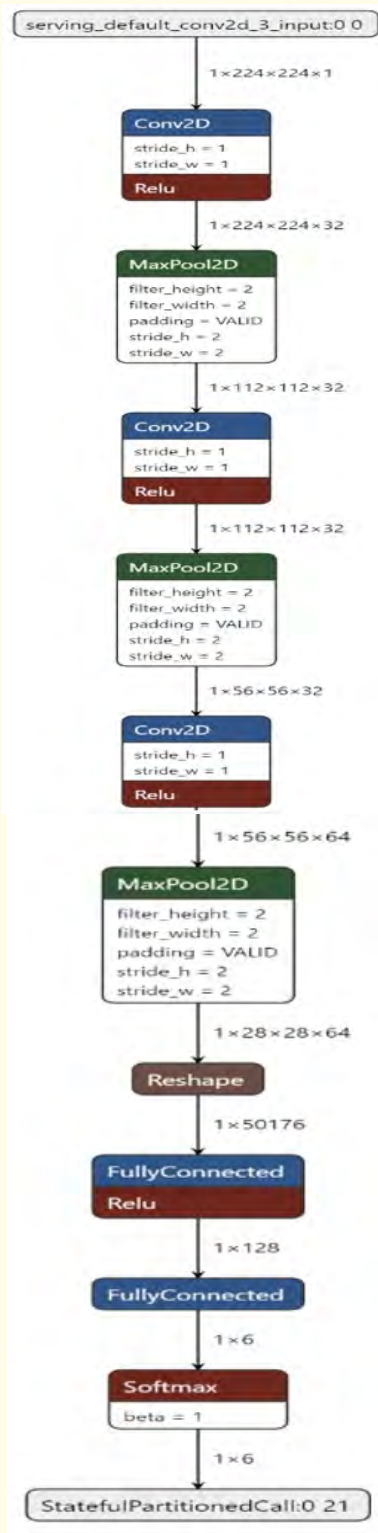 serving_default_conv2d_3_input:0 0
1×224×224×1
Conv2D
stride_h = 1
stride_w = 1
Relu
1×224×224×32
MaxPool2D
filter_height = 2
filter_width = 2
padding = VALID
stride_h = 2
stride_w = 2
1×112×112×32
Conv2D
stride_h = 1
stride_w = 1
Relu
1×112×112×32
MaxPool2D
filter_height = 2
filter_width = 2
padding = VALID
stride_h = 2
stride_w = 2
1×56×56×32
Conv2D
stride_h = 1
stride_w = 1
Relu
1×56×56×64
MaxPool2D
filter_height = 2
filter_width = 2
padding = VALID
stride_h = 2
stride_w = 2
1×28×28×64
Reshape
1×50176
FullyConnected
Relu
1×128
FullyConnected
1×6
Softmax
beta = 1
1×6
StatefulPartitionedCall:0 21